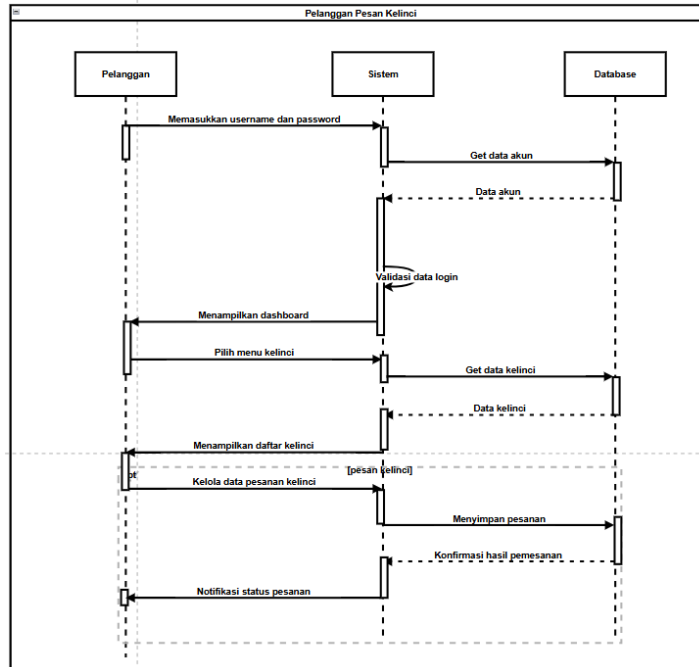 Pelanggan Pesan Kelinci
Pelanggan
Sistem
Database
Memasukkan username dan password
Get data akun
Data akun
Validasi data login
Menampilkan dashboard
Pilih menu kelinci
Get data kelinci
Data kelinci
Menampilkan daftar kelinci
[pesan kelinci]
Kelola data pesanan kelinci
Menyimpan pesanan
Konfirmasi hasil pemesanan
Notifikasi status pesanan